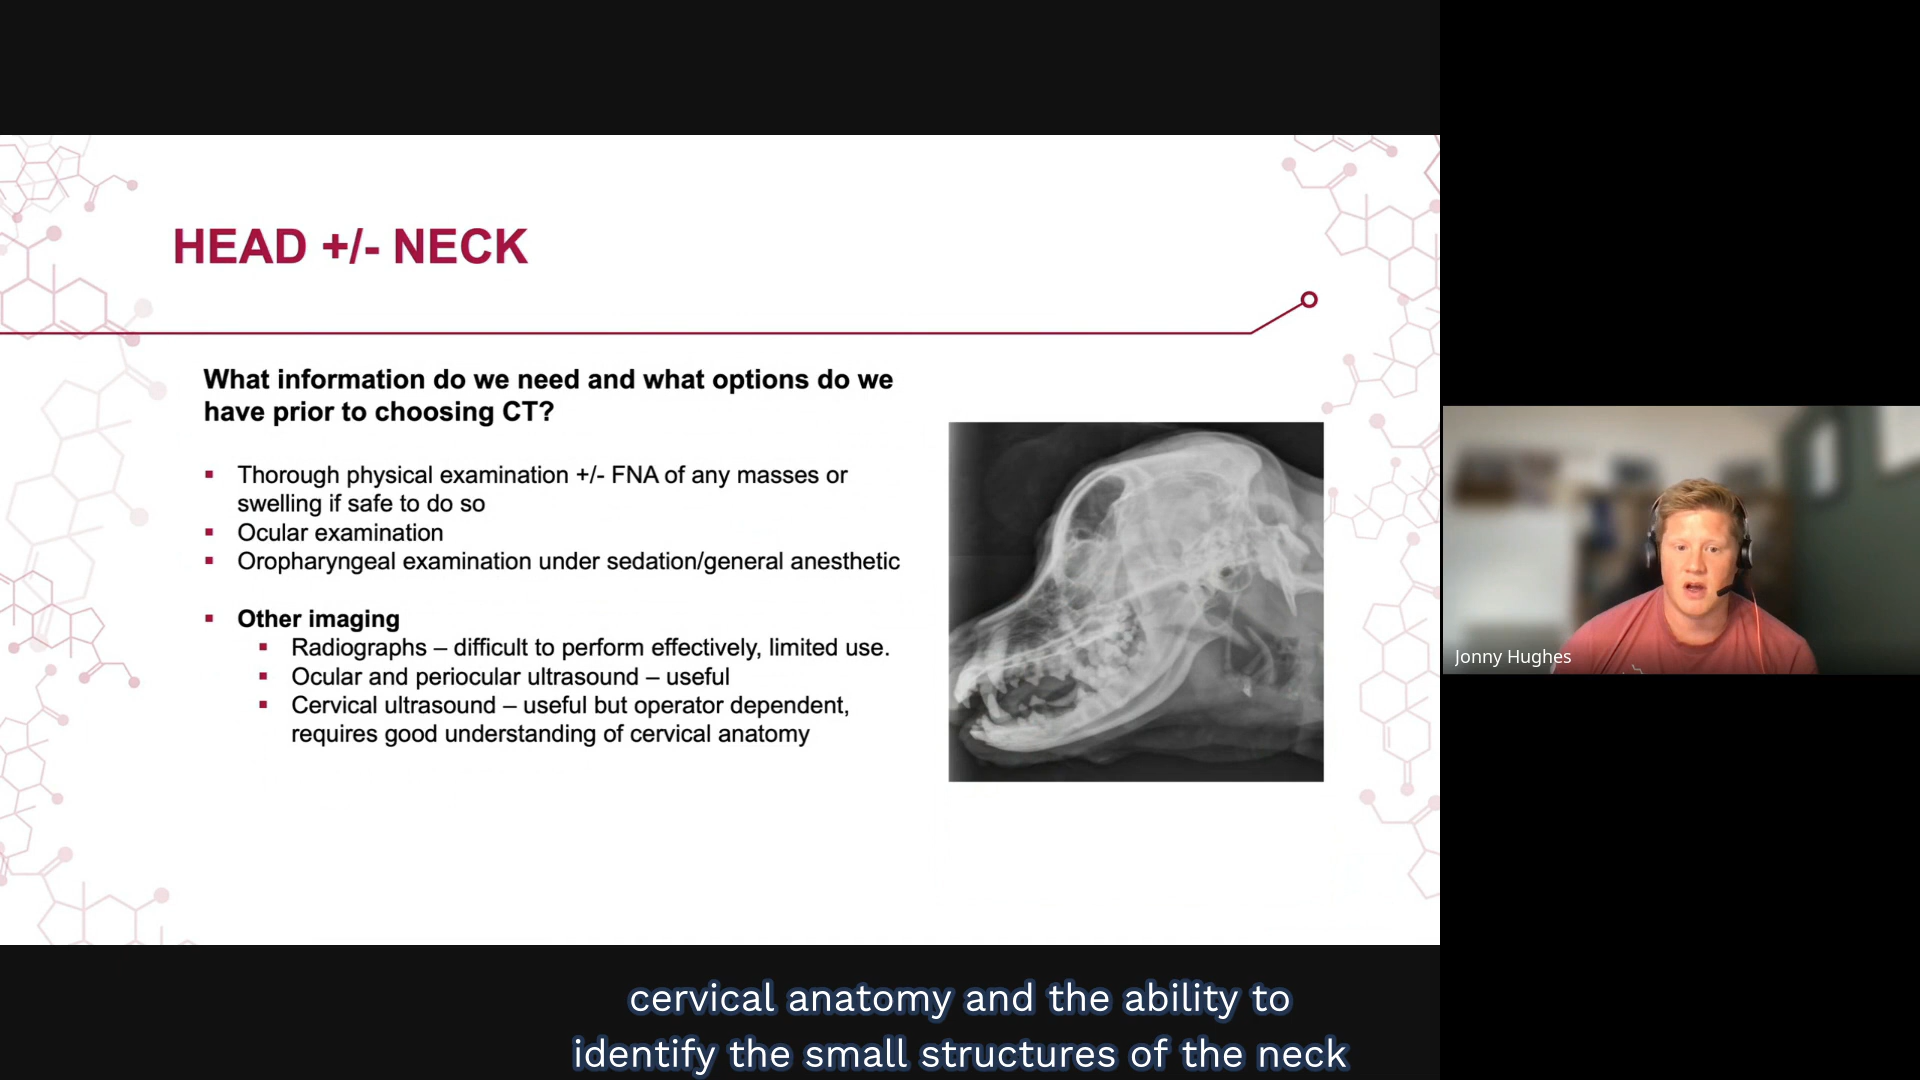 HEAD +/- NECK
What information do we need and what options do we
have prior to choosing CT?
▪ Thorough physical examination +/- FNA of any masses or
swelling if safe to do so
▪ Ocular examination
▪ Oropharyngeal examination under sedation/general anesthetic
▪ Other imaging
▪ Radiographs – difficult to perform effectively, limited use.
▪ Ocular and periocular ultrasound – useful
▪ Cervical ultrasound – useful but operator dependent,
requires good understanding of cervical anatomy
Jonny Hughes
cervical anatomy and the ability to
identify the small structures of the neck